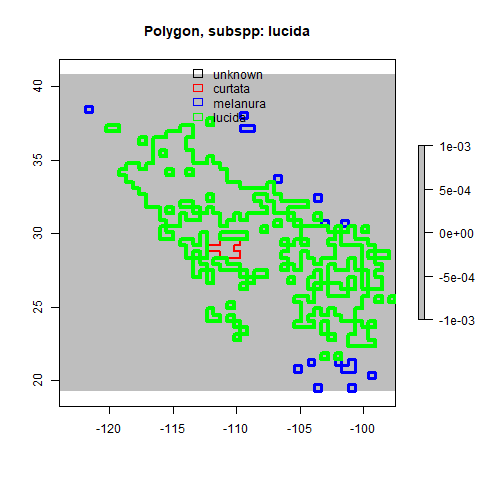 Polygon, subspp: lucida
unknown
curtata
melanura
lucida
40
35
30
25
20
-120
-115
-110
-105
-100
1e-03
5e-04
0e+00
-5e-04
-1e-03